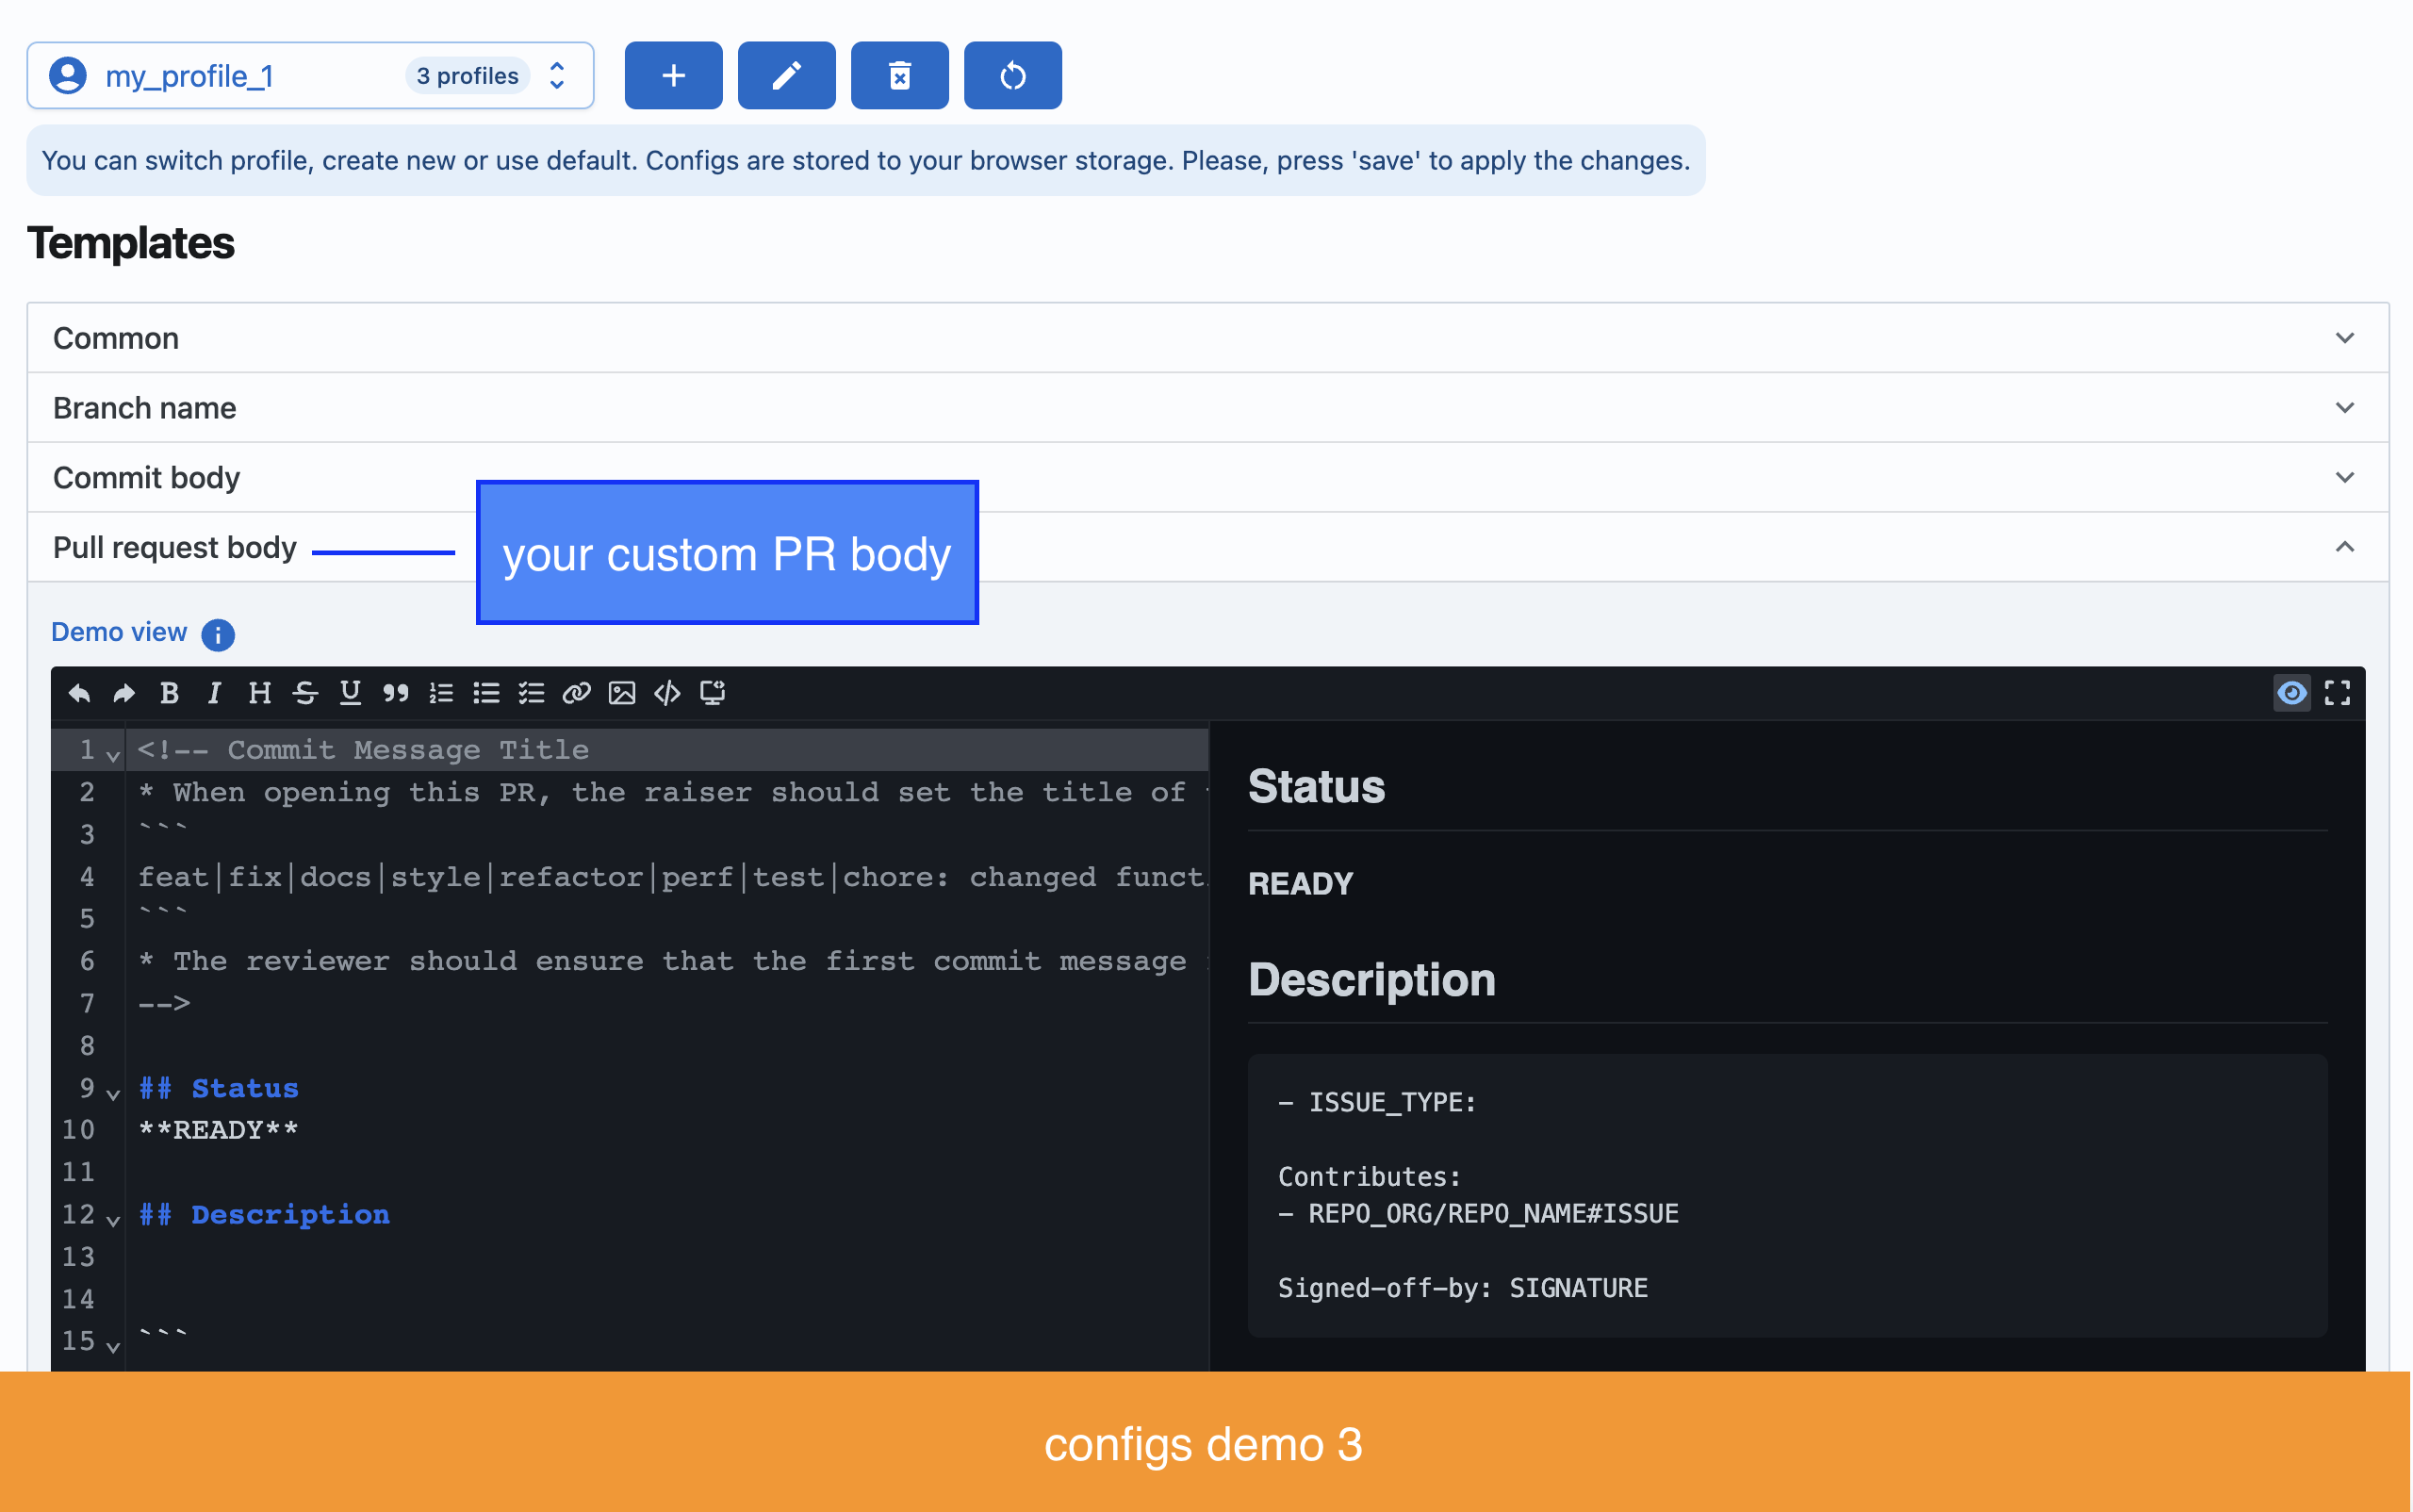 my_profile_1 3 profiles
You can switch profile, create new or use default. Configs are stored to your browser storage. Please, press 'save' to apply the changes.
Templates
Common
Branch name
Commit body
Pull request body
your custom PR body
Demo view
1 <!-- Commit Message Title
2 * When opening this PR, the raiser should set the title of
3 ```
4 feat|fix|docs|style|refactor|perf|test|chore: changed funct
5 ```
6 * The reviewer should ensure that the first commit message
7 -->
8
9 ## Status
10 **READY**
11
12 ## Description
13
14
15 ```
Status
READY
Description
- ISSUE_TYPE:
Contributes:
- REPO_ORG/REPO_NAME#ISSUE
Signed-off-by: SIGNATURE
configs demo 3